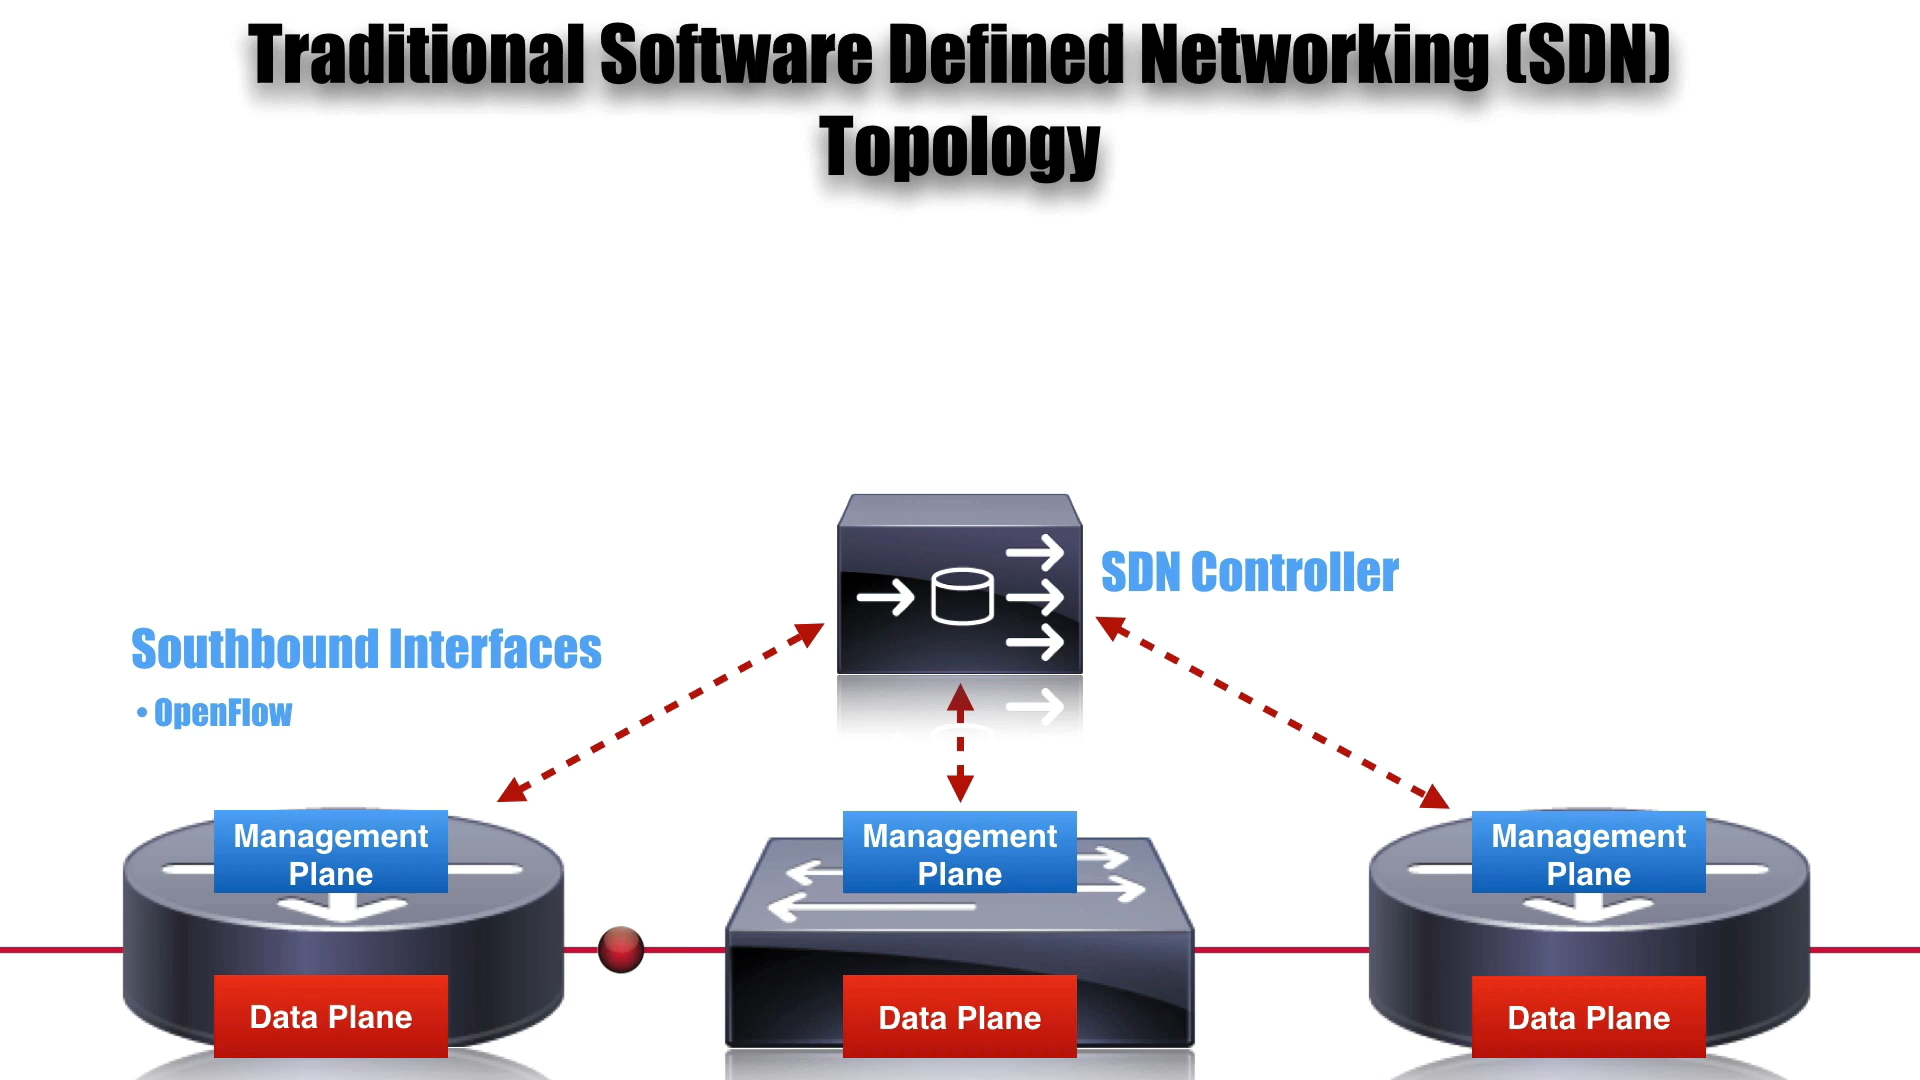 Traditional Software Defined Networking (SDN)
Topology
SDN Controller
Southbound Interfaces
• OpenFlow
Management
Plane
Management
Plane
Management
Plane
Data Plane
Data Plane
Data Plane